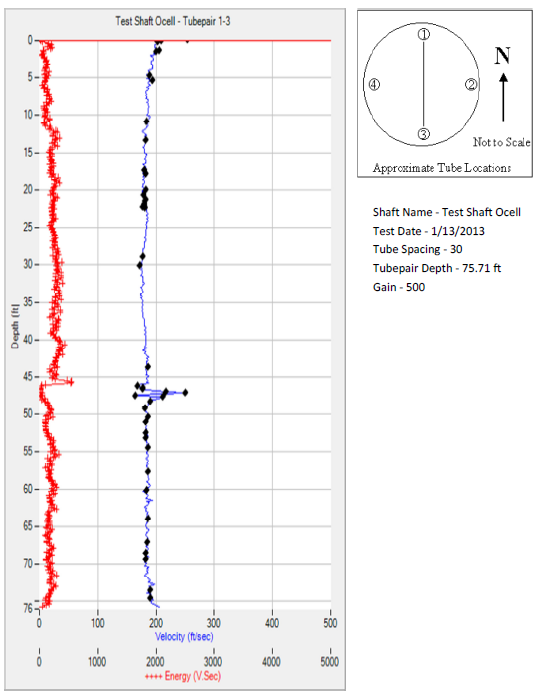 Test Shaft Ocell - Tubepair 1-3
0
5
10
15
20
25
30
35
40
45
50
55
60
65
70
76
Depth (ft)
0 100 200 300 400 500
Velocity (ft/sec)
0 1000 2000 3000 4000 5000
++++ Energy (V.Sec)
1
4 2
3
N
Not to Scale
Approximate Tube Locations
Shaft Name - Test Shaft Ocell
Test Date - 1/13/2013
Tube Spacing - 30
Tubepair Depth - 75.71 ft
Gain - 500